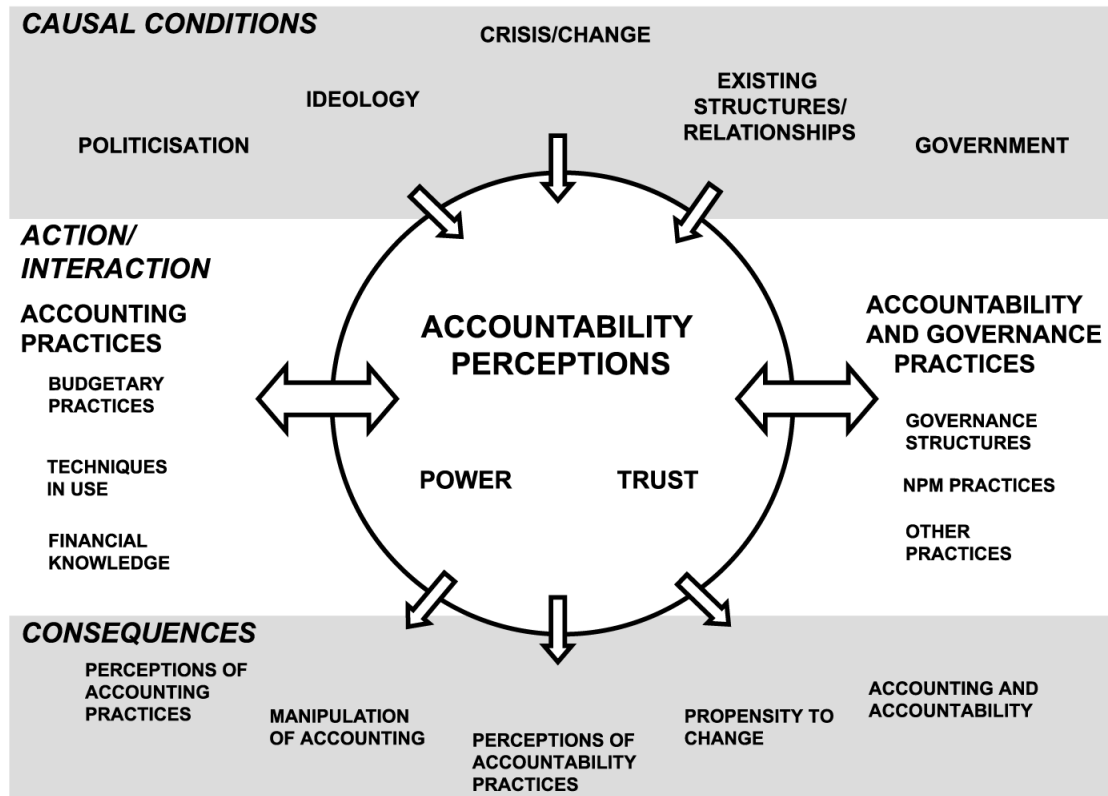 CAUSAL CONDITIONS
CRISIS/CHANGE
IDEOLOGY
EXISTING
STRUCTURES/
RELATIONSHIPS
POLITICISATION
GOVERNMENT
ACTION/
INTERACTION
ACCOUNTING
PRACTICES
BUDGETARY
PRACTICES
TECHNIQUES
IN USE
FINANCIAL
KNOWLEDGE
ACCOUNTABILITY
PERCEPTIONS
POWER
TRUST
ACCOUNTABILITY
AND GOVERNANCE
PRACTICES
GOVERNANCE
STRUCTURES
NPM PRACTICES
OTHER
PRACTICES
CONSEQUENCES
PERCEPTIONS OF
ACCOUNTING
PRACTICES
MANIPULATION
OF ACCOUNTING
PERCEPTIONS OF
ACCOUNTABILITY
PRACTICES
PROPENSITY TO
CHANGE
ACCOUNTING AND
ACCOUNTABILITY